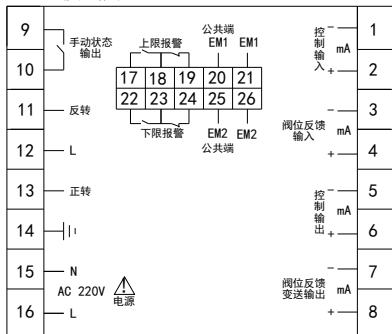 9
手动状态
输出
10
11 反转
12 L
13 正转
14
15 N
AC 220V
电源
16 L
公共端
上限报警 EM1 EM1
17 18 19 20 21
22 23 24 25 26
下限报警 EM2 EM2
公共端
控制输入
- 1
mA
+ 2
阀位反馈
输入
- 3
mA
+ 4
控制输出
- 5
mA
+ 6
阀位反馈
变送输出
- 7
mA
+ 8